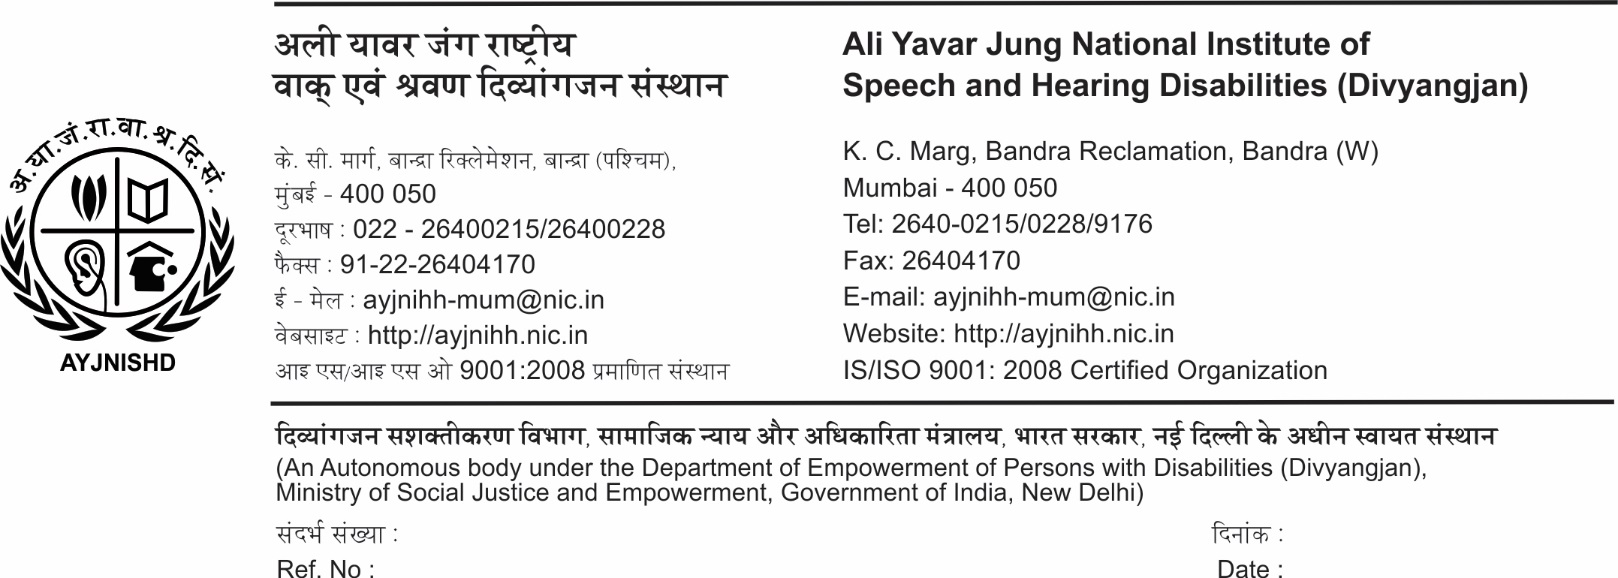 अ.या.जं.रा.वा.श्र.दि.सं.
AYJNISHD
अली यावर जंग राष्ट्रीय
वाक् एवं श्रवण दिव्यांगजन संस्थान
के. सी. मार्ग, बान्द्रा रिक्लेमेशन, बान्द्रा (पश्चिम),
मुंबई - 400 050
दूरभाष : 022 - 26400215/26400228
फैक्स : 91-22-26404170
ई - मेल : ayjnihh-mum@nic.in
वेबसाइट : http://ayjnihh.nic.in
आइ एस/आइ एस ओ 9001:2008 प्रमाणित संस्थान
Ali Yavar Jung National Institute of
Speech and Hearing Disabilities (Divyangjan)
K. C. Marg, Bandra Reclamation, Bandra (W)
Mumbai - 400 050
Tel: 2640-0215/0228/9176
Fax: 26404170
E-mail: ayjnihh-mum@nic.in
Website: http://ayjnihh.nic.in
IS/ISO 9001: 2008 Certified Organization
दिव्यांगजन सशक्तीकरण विभाग, सामाजिक न्याय और अधिकारिता मंत्रालय, भारत सरकार, नई दिल्ली के अधीन स्वायत संस्थान
(An Autonomous body under the Department of Empowerment of Persons with Disabilities (Divyangjan),
Ministry of Social Justice and Empowerment, Government of India, New Delhi)
संदर्भ संख्या :
दिनांक :
Ref. No :
Date :